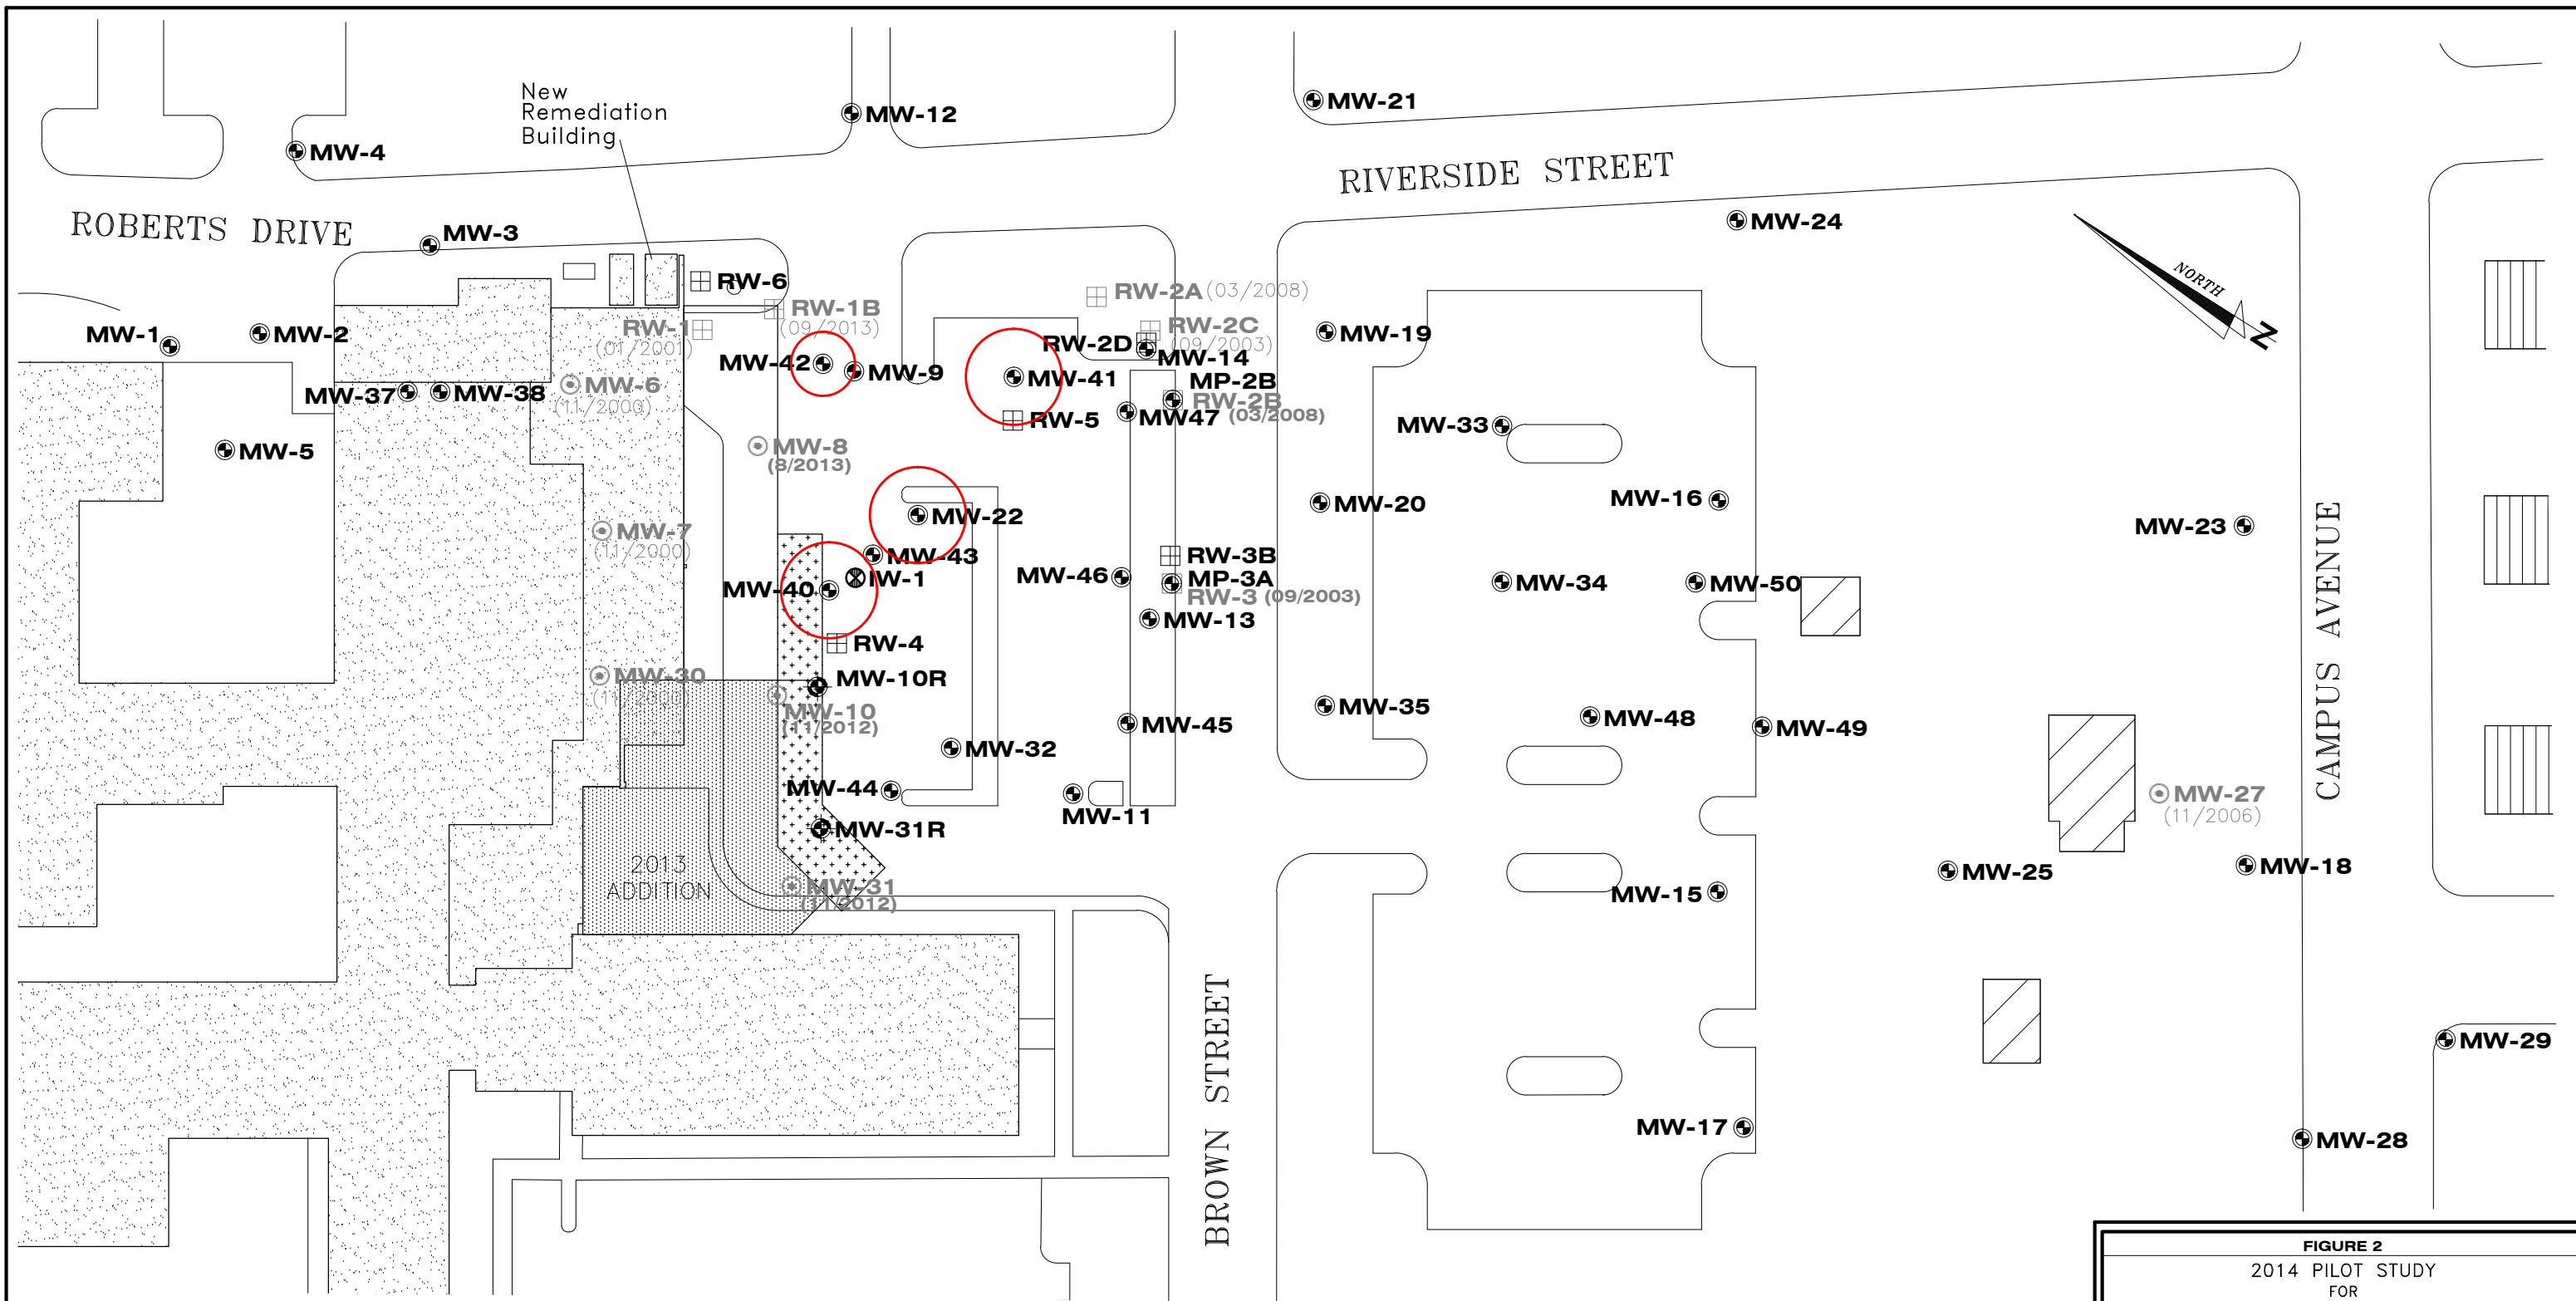 New
Remediation
Building
MW-12
MW-21
MW-4
RIVERSIDE STREET
ROBERTS DRIVE
MW-3
MW-24
NORTH
N
RW-6
RW-1B
(09/2013)
RW-2A (03/2008)
RW-1
(01/2001)
RW-2C
(09/2003)
MW-1
MW-2
RW-2D
MW-14
MW-19
MW-42
MW-9
MW-41
MP-2B
RW-2B
(03/2008)
MW-37
MW-38
MW-6
(11/2000)
RW-5
MW47
MW-33
MW-5
MW-8
(8/2013)
MW-20
MW-16
MW-22
MW-23
MW-7
(11/2000)
MW-43
RW-3B
IW-1
MW-46
MP-3A
RW-3 (09/2003)
MW-40
MW-34
MW-50
MW-13
RW-4
MW-30
(11/2000)
MW-10R
MW-10
(11/2012)
MW-35
MW-48
MW-45
MW-49
MW-32
MW-44
MW-11
MW-27
(11/2006)
MW-31R
2013
ADDITION
MW-31
(11/2012)
MW-15
MW-25
MW-18
CAMPUS AVENUE
BROWN STREET
MW-29
MW-17
MW-28
FIGURE 2
2014 PILOT STUDY
FOR